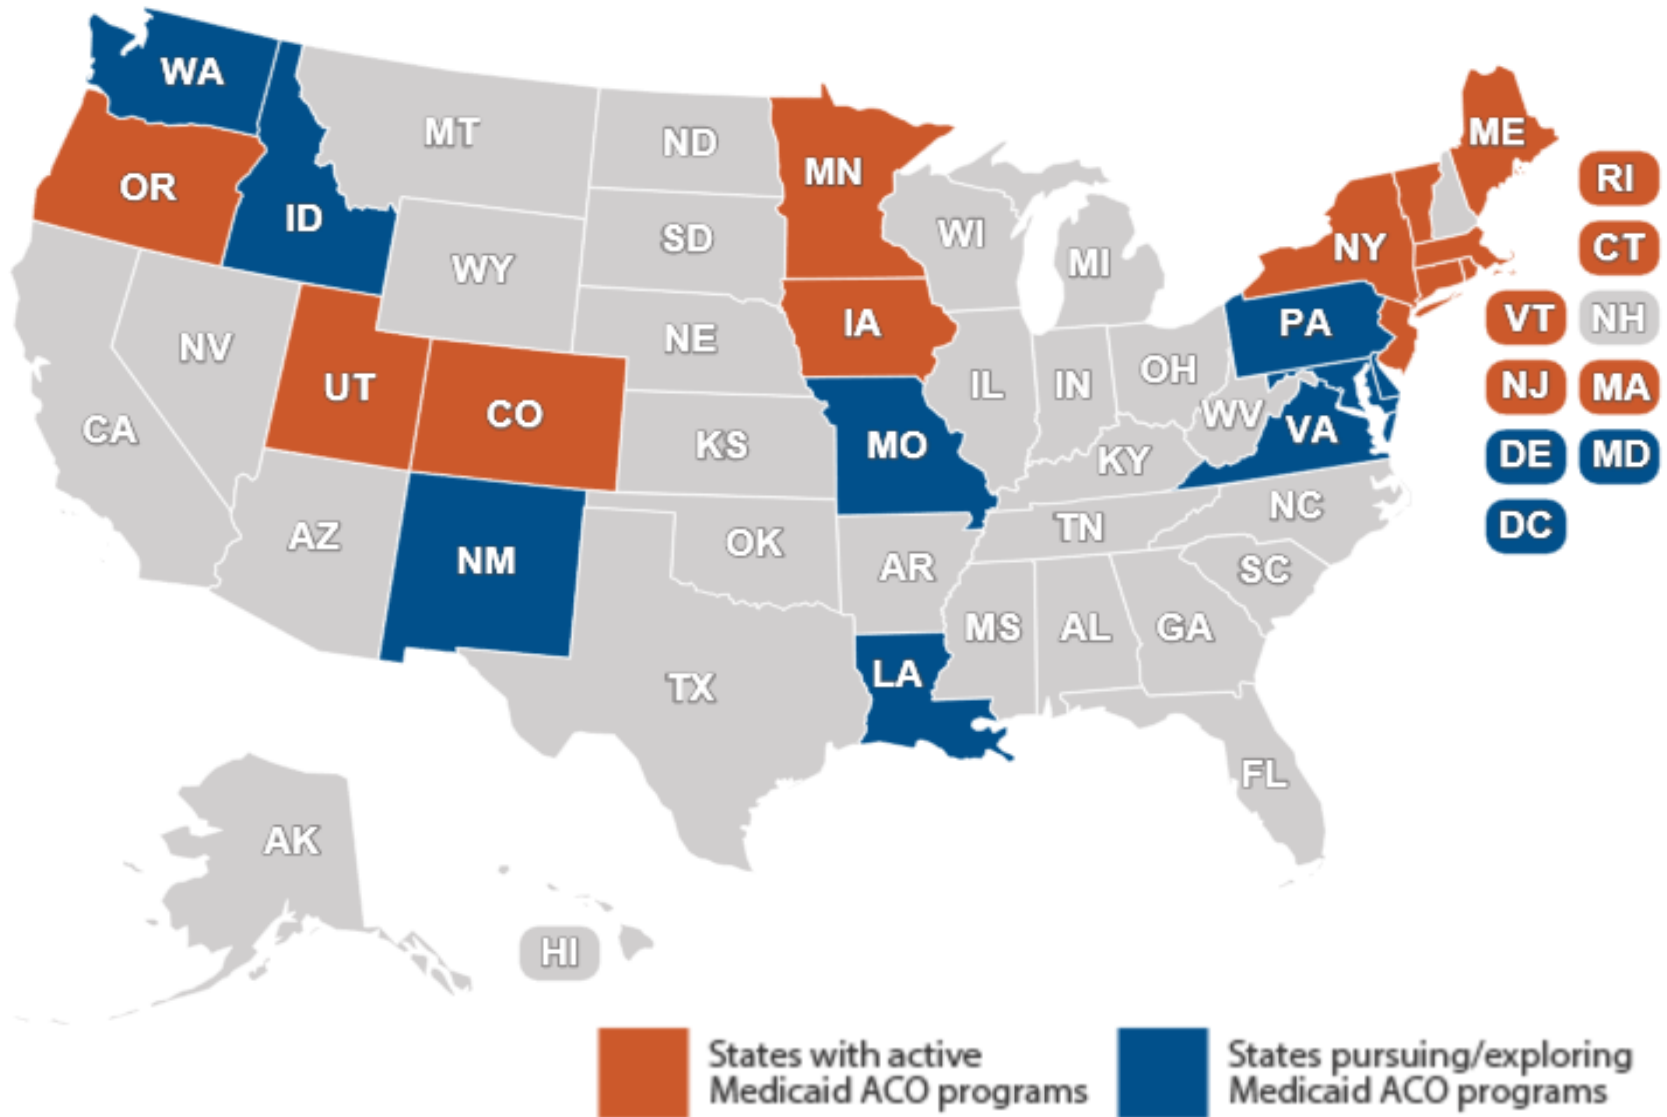 WA
MT
ND
MN
ME
OR
ID
SD
WI
MI
NY
RI
WY
CT
NV
NE
IA
PA
VT
NH
UT
CO
IL
IN
OH
NJ
MA
CA
KS
MO
KY
WV
VA
DE
MD
AZ
NM
OK
AR
TN
NC
DC
SC
MS
AL
GA
TX
LA
FL
AK
HI
States with active
Medicaid ACO programs
States pursuing/exploring
Medicaid ACO programs